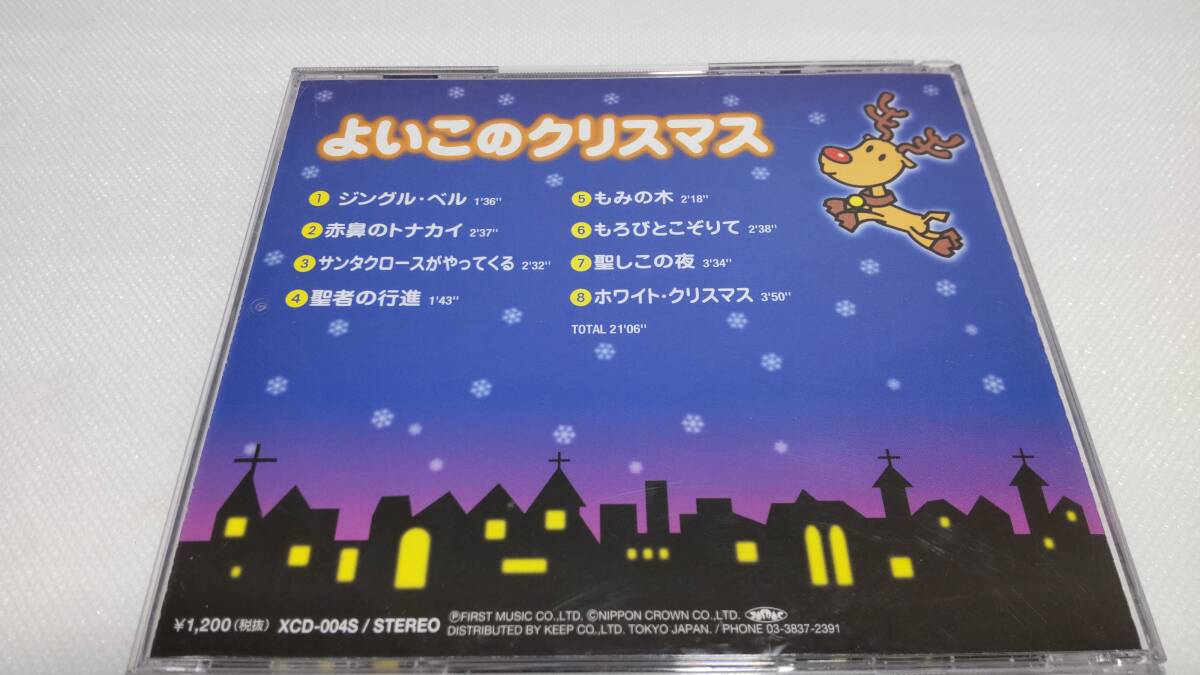 よいこのクリスマス
1 ジングル・ベル 1'36"
2 赤鼻のトナカイ 2'37"
3 サンタクロースがやってくる 2'32"
4 聖者の行進 1'43"
5 もみの木 2'18"
6 もろびとこぞりて 2'38"
7 聖しこの夜 3'34"
8 ホワイト・クリスマス 3'50"
TOTAL 21'06"
¥1,200(税抜) XCD-004S / STEREO
ⓅFIRST MUSIC CO.,LTD. ©NIPPON CROWN CO.,LTD.
DISTRIBUTED BY KEEP CO.,LTD. TOKYO JAPAN. / PHONE 03-3837-2391